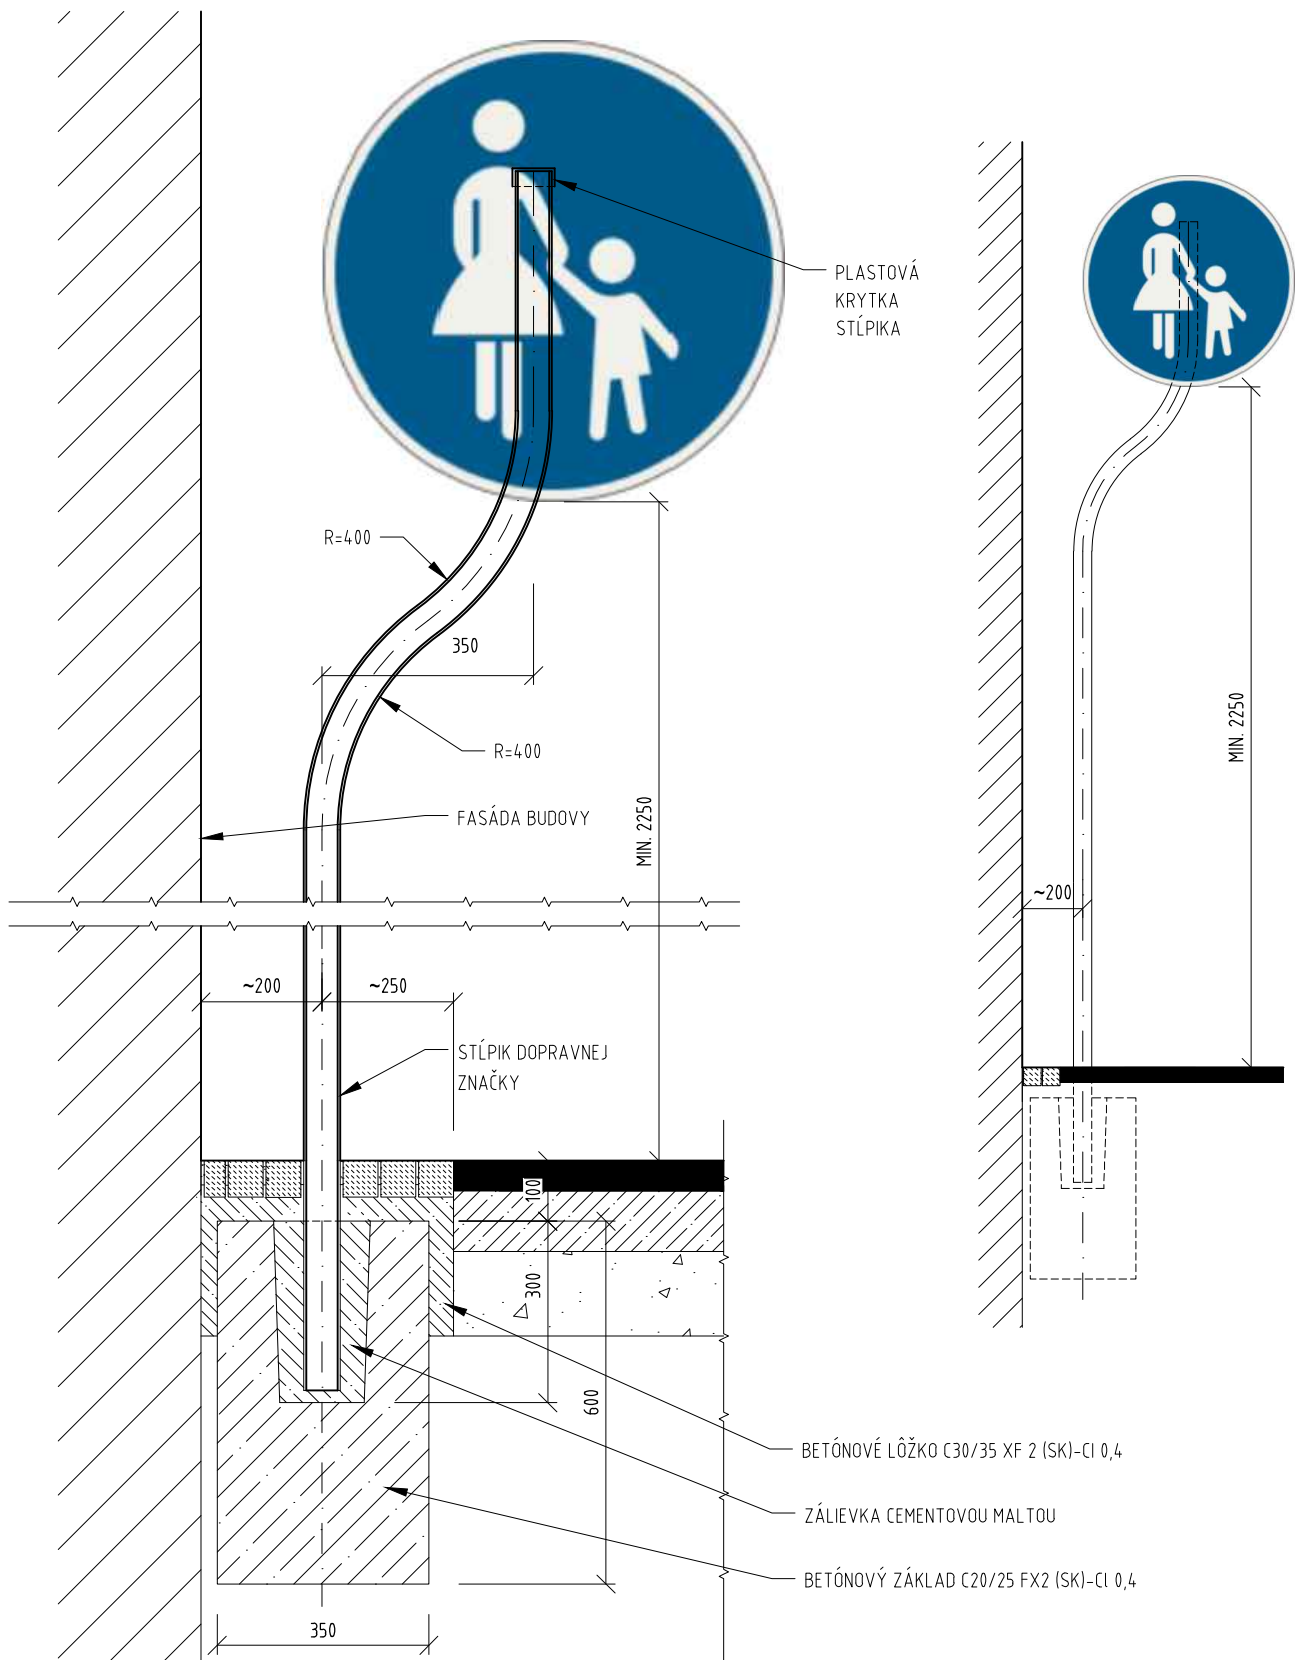 PLASTOVÁ
KRYTKA
STĹPIKA
R=400
350
R=400
MIN. 2250
MIN. 2250
FASÁDA BUDOVY
~200
~200
~250
STĹPIK DOPRAVNEJ
ZNAČKY
100
300
600
BETÓNOVÉ LÔŽKO C30/35 XF 2 (SK)-Cl 0,4
ZÁLIEVKA CEMENTOVOU MALTOU
BETÓNOVÝ ZÁKLAD C20/25 FX2 (SK)-Cl 0,4
350